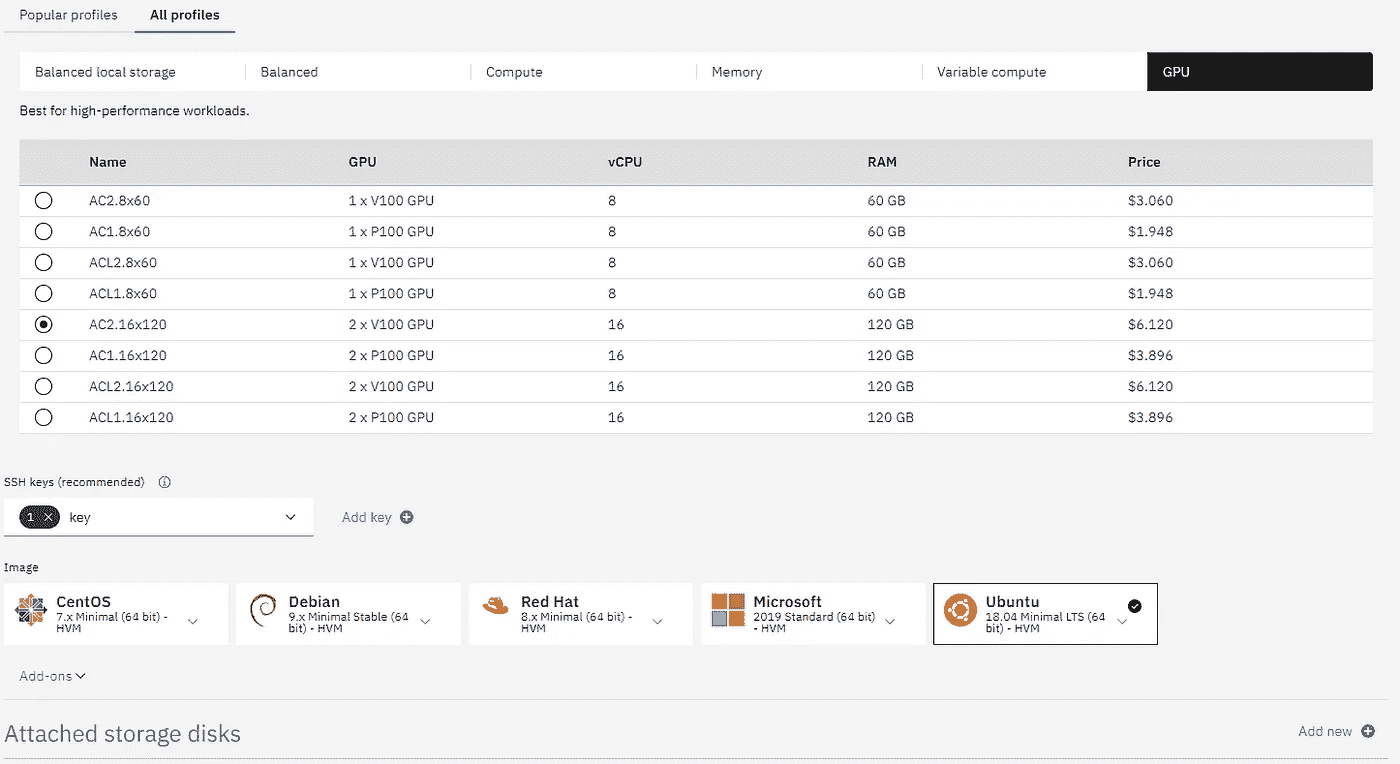 Popular profiles All profiles
Balanced local storage Balanced Compute Memory Variable compute GPU
Best for high-performance workloads.
Name GPU vCPU RAM Price
AC2.8x60 1 x V100 GPU 8 60 GB $3.060
AC1.8x60 1 x P100 GPU 8 60 GB $1.948
ACL2.8x60 1 x V100 GPU 8 60 GB $3.060
ACL1.8x60 1 x P100 GPU 8 60 GB $1.948
AC2.16x120 2 x V100 GPU 16 120 GB $6.120
AC1.16x120 2 x P100 GPU 16 120 GB $3.896
ACL2.16x120 2 x V100 GPU 16 120 GB $6.120
ACL1.16x120 2 x P100 GPU 16 120 GB $3.896
SSH keys (recommended)
1 key Add key
Image
CentOS
7.x Minimal (64 bit) -
HVM
Debian
9.x Minimal Stable (64
bit) - HVM
Red Hat
8.x Minimal (64 bit) -
HVM
Microsoft
2019 Standard (64 bit)
- HVM
Ubuntu
18.04 Minimal LTS (64
bit) - HVM
Add-ons
Attached storage disks Add new